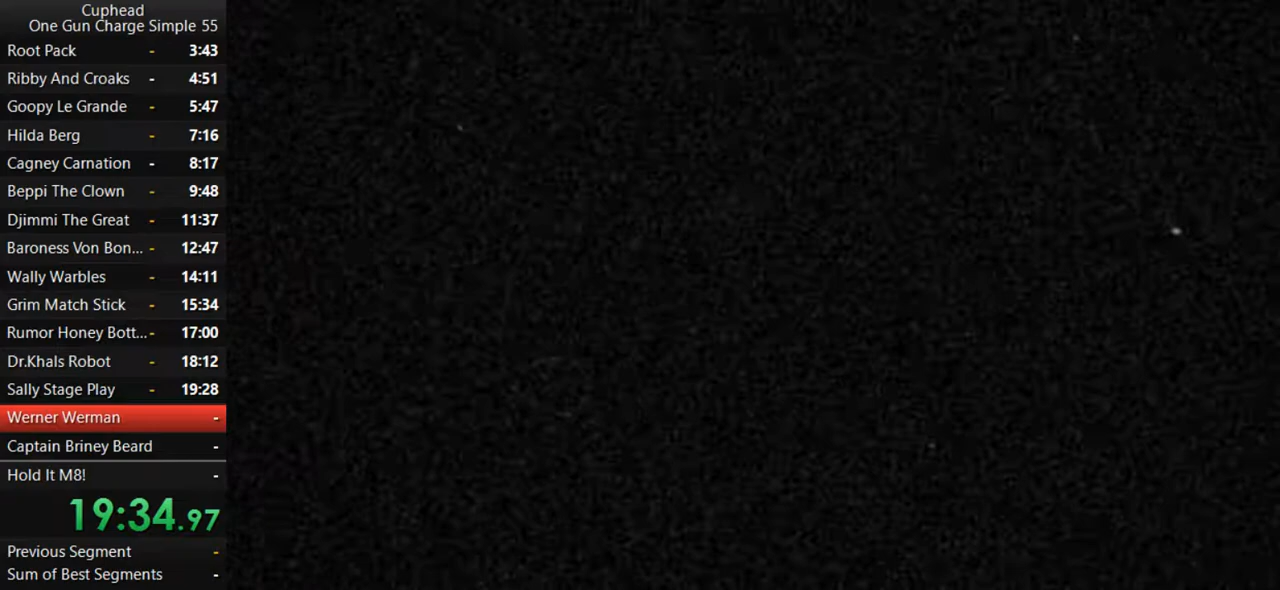 Cuphead
One Gun Charge Simple 55
Root Pack - 3:43
Ribby And Croaks - 4:51
Goopy Le Grande - 5:47
Hilda Berg - 7:16
Cagney Carnation - 8:17
Beppi The Clown - 9:48
Djimmi The Great - 11:37
Baroness Von Bon... - 12:47
Wally Warbles - 14:11
Grim Match Stick - 15:34
Rumor Honey Bott... - 17:00
Dr.Khals Robot - 18:12
Sally Stage Play - 19:28
Werner Werman -
Captain Briney Beard -
Hold It M8! -
19:34.97
Previous Segment -
Sum of Best Segments -